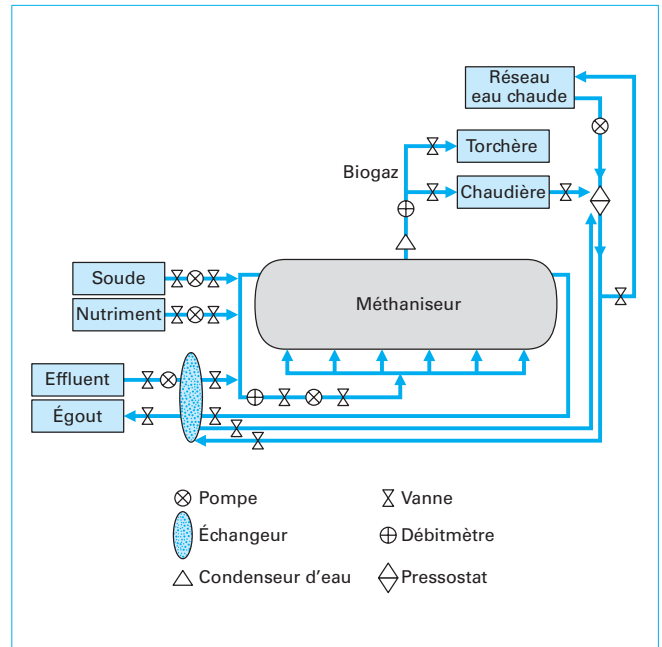 Réseau
eau chaude
Torchère
Biogaz
Chaudière
Soude
Méthaniseur
Nutriment
Effluent
Égout
Pompe
Vanne
Échangeur
Débitmètre
Condenseur d'eau
Pressostat